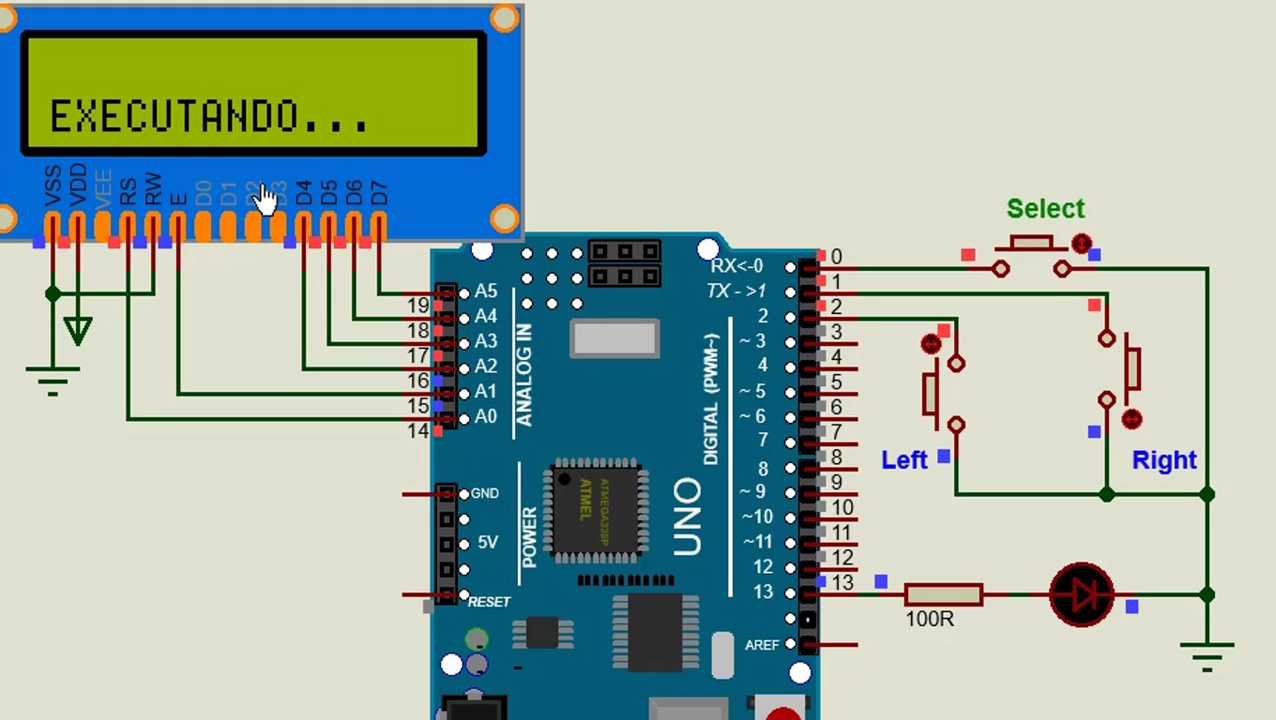 EXECUTANDO...
VSS VDD VEE RS RW E D0 D1 D2 D3 D4 D5 D6 D7
Select
RX<-0 0
TX ->1 1
2 2
~ 3 3
4 4
~ 5 5
~ 6 6
7 7
8 8
~ 9 9
~10 10
~11 11
12 12
13 13
AREF
A5 19
A4 18
A3 17
A2 16
A1 15
A0 14
ANALOG IN
DIGITAL (PWM~)
GND
5V
RESET
POWER
ATMEL
ATMEGA328P
UNO
Left
Right
100R